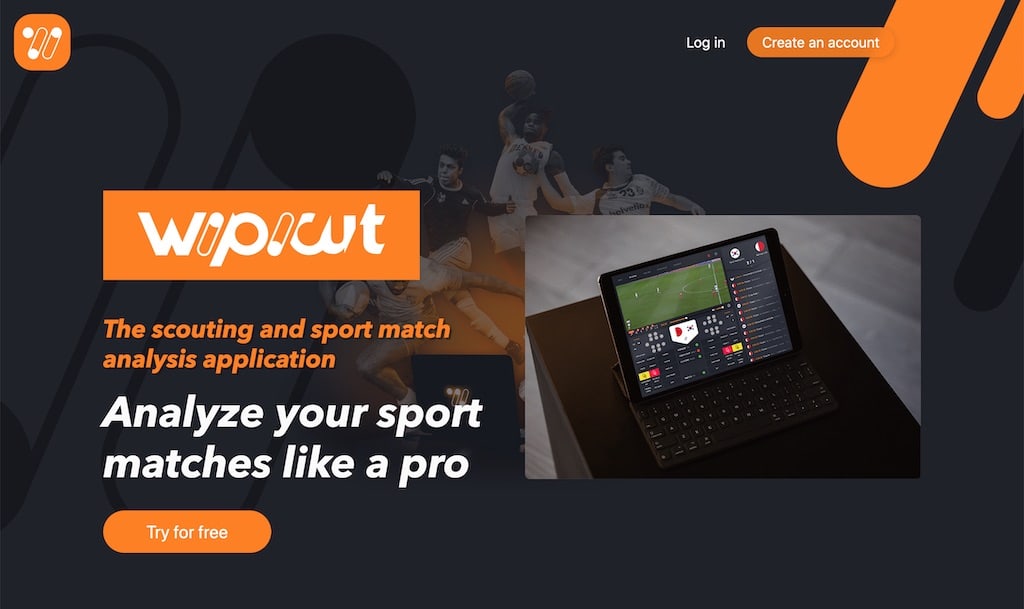 Log in
Create an account
wipicut
The scouting and sport match
analysis application
Analyze your sport
matches like a pro
Try for free